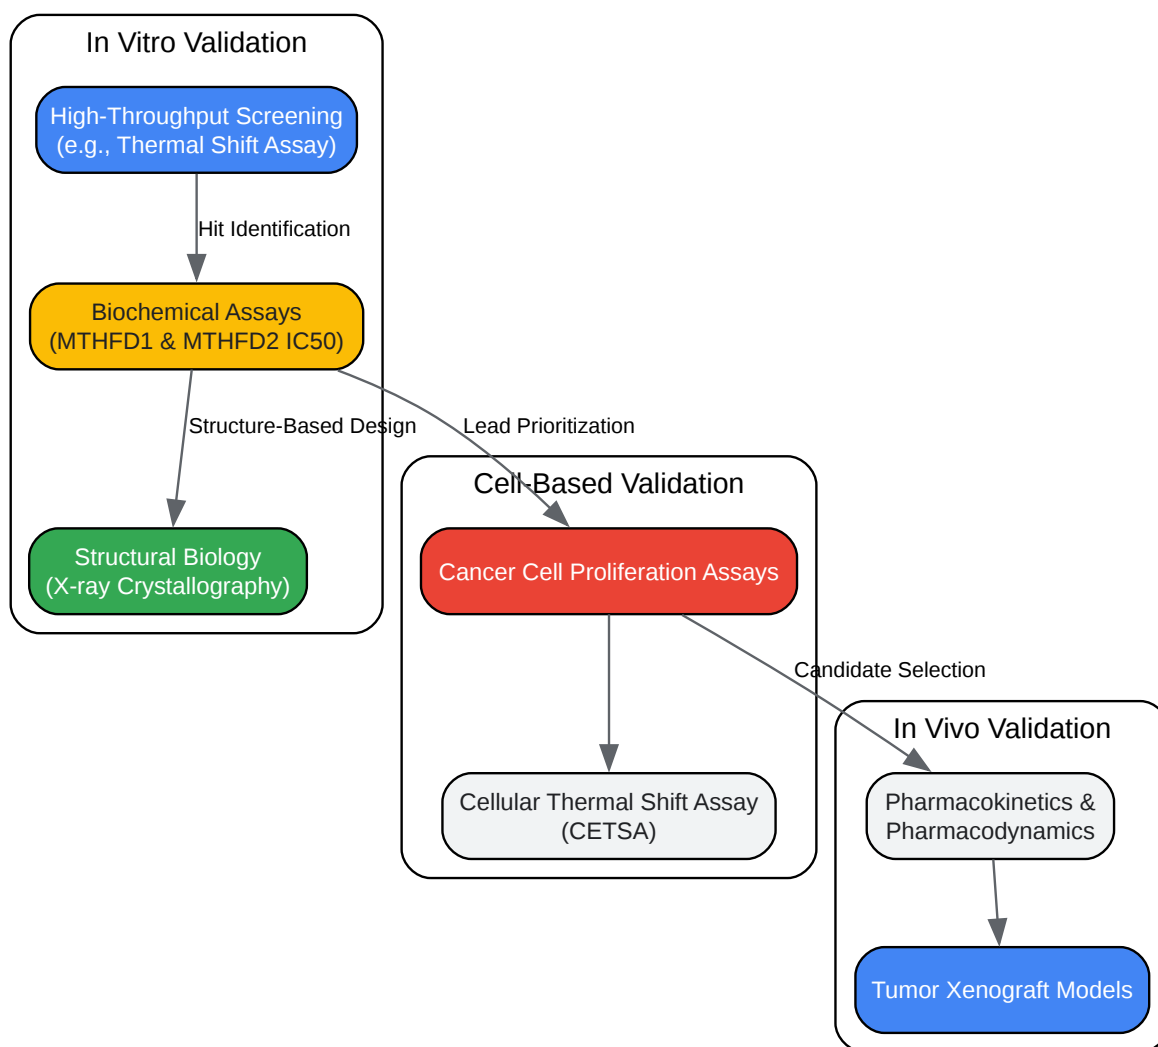 In Vitro Validation
High-Throughput Screening
(e.g., Thermal Shift Assay)
Hit Identification
Biochemical Assays
(MTHFD1 & MTHFD2 IC50)
Structure-Based Design
Lead Prioritization
Structural Biology
(X-ray Crystallography)
Cell-Based Validation
Cancer Cell Proliferation Assays
Candidate Selection
Cellular Thermal Shift Assay
(CETSA)
In Vivo Validation
Pharmacokinetics &
Pharmacodynamics
Tumor Xenograft Models